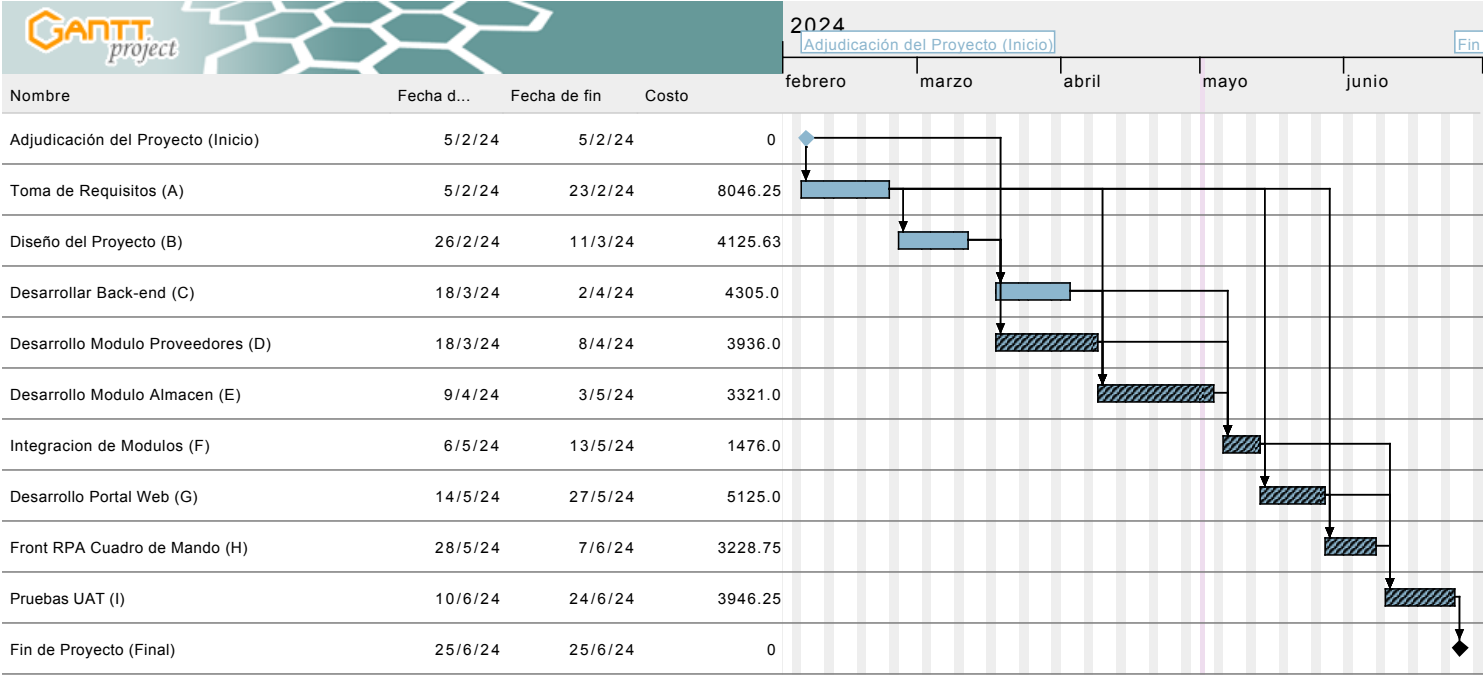 GANTT
project
2024
Adjudicación del Proyecto (Inicio)
Fin
febrero marzo abril mayo junio
Nombre Fecha d... Fecha de fin Costo
Adjudicación del Proyecto (Inicio) 5/2/24 5/2/24 0
Toma de Requisitos (A) 5/2/24 23/2/24 8046.25
Diseño del Proyecto (B) 26/2/24 11/3/24 4125.63
Desarrollar Back-end (C) 18/3/24 2/4/24 4305.0
Desarrollo Modulo Proveedores (D) 18/3/24 8/4/24 3936.0
Desarrollo Modulo Almacen (E) 9/4/24 3/5/24 3321.0
Integracion de Modulos (F) 6/5/24 13/5/24 1476.0
Desarrollo Portal Web (G) 14/5/24 27/5/24 5125.0
Front RPA Cuadro de Mando (H) 28/5/24 7/6/24 3228.75
Pruebas UAT (I) 10/6/24 24/6/24 3946.25
Fin de Proyecto (Final) 25/6/24 25/6/24 0